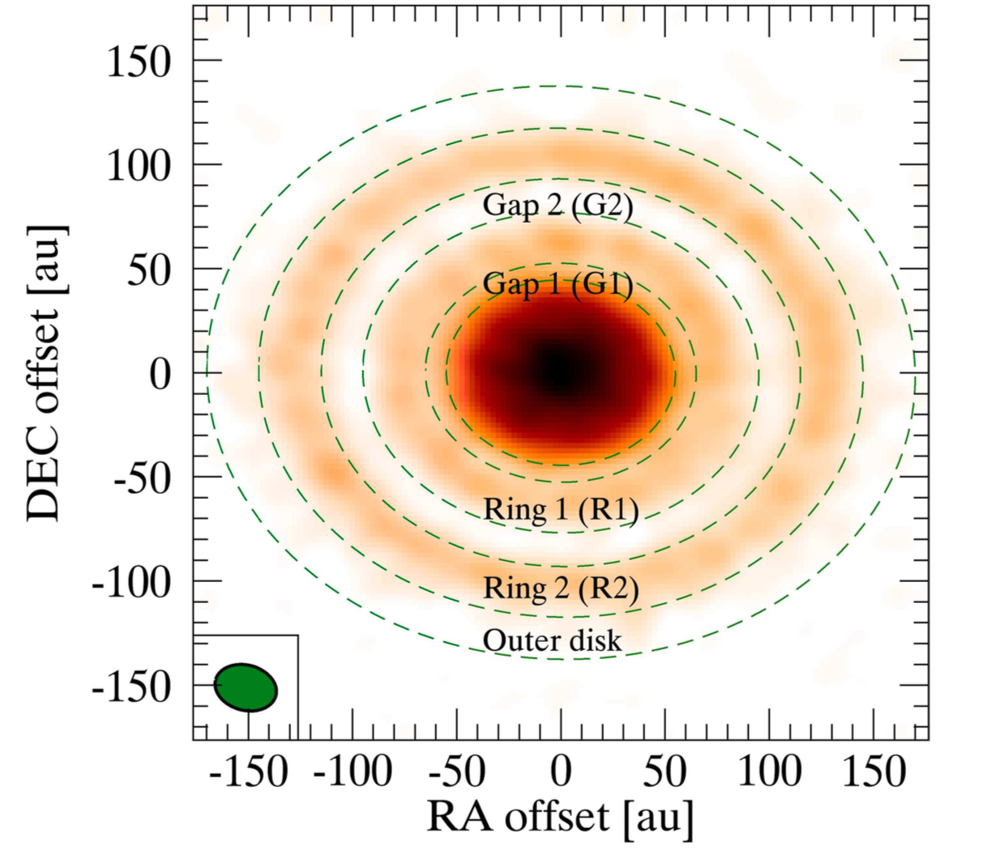 150
100
50
0
-50
-100
-150
DEC offset [au]
Gap 2 (G2)
Gap 1 (G1)
Ring 1 (R1)
Ring 2 (R2)
Outer disk
-150 -100 -50 0 50 100 150
RA offset [au]